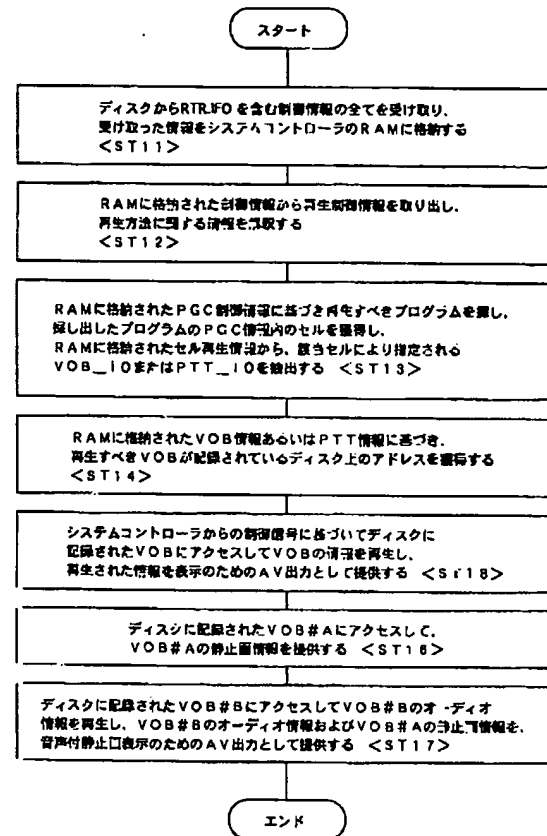 スタート
ディスクからRTR.IFOを含む制御情報の全てを受け取り、
受け取った情報をシステムコントローラのRAMに格納する
<ST11>
RAMに格納された制御情報から再生制御情報を取り出し、
再生方法に関する情報を採取する
<ST12>
RAMに格納されたPGC制御情報に基づき再生すべきプログラムを探し、
探し出したプログラムのPGC情報内のセルを獲得し、
RAMに格納されたセル再生情報から、該当セルにより指定される
VOB__IDまたはPTT__IDを抽出する <ST13>
RAMに格納されたVOB情報あるいはPTT情報に基づき、
再生すべきVOBが記録されているディスク上のアドレスを獲得する
<ST14>
システムコントローラからの制御信号に基づいてディスクに
記録されたVOBにアクセスしてVOBの情報を再生し、
再生された情報を表示のためのAV出力として提供する <ST18>
ディスクに記録されたVOB#Aにアクセスして、
VOB#Aの静止画情報を提供する <ST16>
ディスクに記録されたVOB#BにアクセスしてVOB#Bのオーディオ
情報を再生し、VOB#Bのオーディオ情報およびVOB#Aの静止画情報を、
音声付静止画表示のためのAV出力として提供する <ST17>
エンド